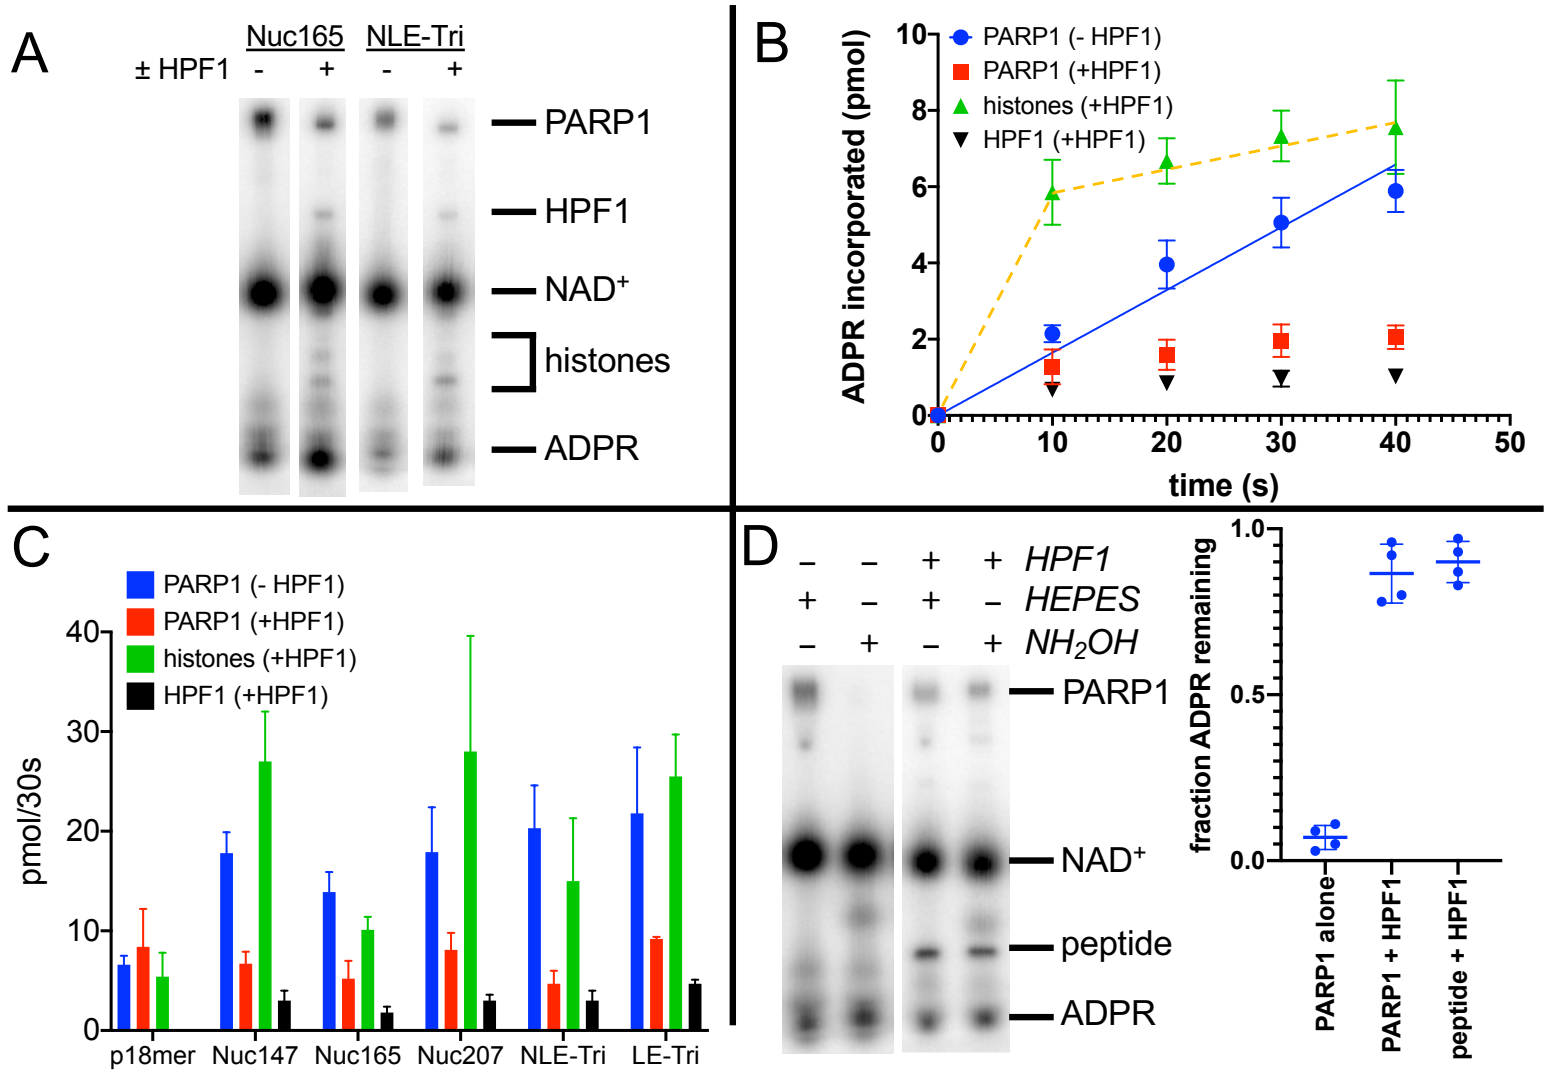 A
Nuc165 NLE-Tri
± HPF1 - + - +
PARP1
HPF1
NAD+
histones
ADPR
B
PARP1 (- HPF1)
PARP1 (+HPF1)
histones (+HPF1)
HPF1 (+HPF1)
ADPR incorporated (pmol)
10
8
6
4
2
0
0 10 20 30 40 50
time (s)
C
PARP1 (- HPF1)
PARP1 (+HPF1)
histones (+HPF1)
HPF1 (+HPF1)
pmol/30s
40
30
20
10
0
p18mer Nuc147 Nuc165 Nuc207 NLE-Tri LE-Tri
D
– – + + HPF1
+ – + – HEPES
– + – + NH2OH
PARP1
NAD+
peptide
ADPR
fraction ADPR remaining
1.0
0.5
0.0
PARP1 alone
PARP1 + HPF1
peptide + HPF1